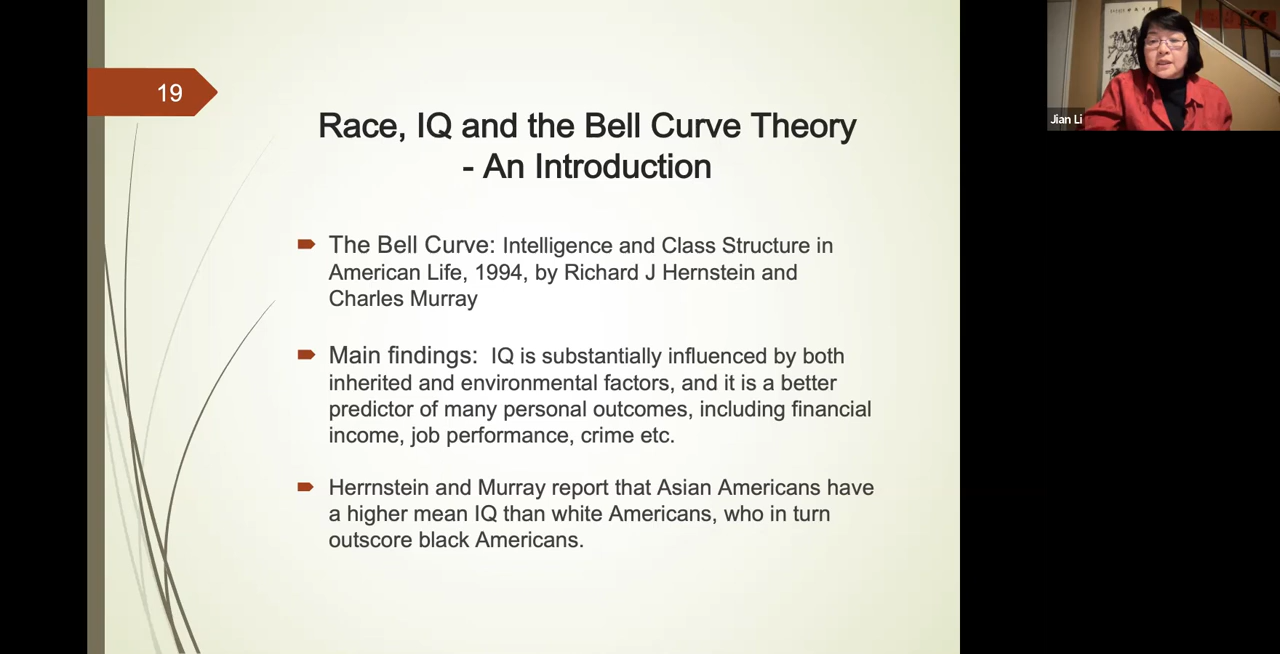 19
Race, IQ and the Bell Curve Theory
- An Introduction
The Bell Curve: Intelligence and Class Structure in
American Life, 1994, by Richard J Hernstein and
Charles Murray
Main findings: IQ is substantially influenced by both
inherited and environmental factors, and it is a better
predictor of many personal outcomes, including financial
income, job performance, crime etc.
Herrnstein and Murray report that Asian Americans have
a higher mean IQ than white Americans, who in turn
outscore black Americans.
Jian Li